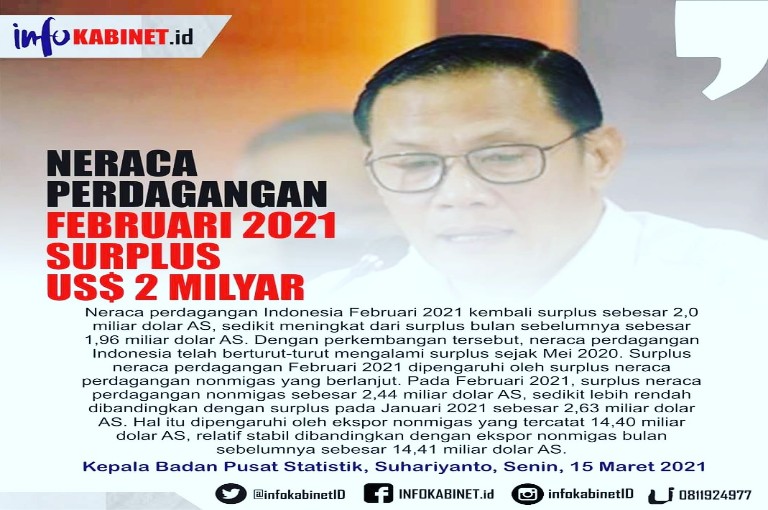 infoKABINET.id
NERACA
PERDAGANGAN
FEBRUARI 2021
SURPLUS
US$ 2 MILYAR
Neraca perdagangan Indonesia Februari 2021 kembali surplus sebesar 2,0
miliar dolar AS, sedikit meningkat dari surplus bulan sebelumnya sebesar
1,96 miliar dolar AS. Dengan perkembangan tersebut, neraca perdagangan
Indonesia telah berturut-turut mengalami surplus sejak Mei 2020. Surplus
neraca perdagangan Februari 2021 dipengaruhi oleh surplus neraca
perdagangan nonmigas yang berlanjut. Pada Februari 2021, surplus neraca
perdagangan nonmigas sebesar 2,44 miliar dolar AS, sedikit lebih rendah
dibandingkan dengan surplus pada Januari 2021 sebesar 2,63 miliar dolar
AS. Hal itu dipengaruhi oleh ekspor nonmigas yang tercatat 14,40 miliar
dolar AS, relatif stabil dibandingkan dengan ekspor nonmigas bulan
sebelumnya sebesar 14,41 miliar dolar AS.
Kepala Badan Pusat Statistik, Suhariyanto, Senin, 15 Maret 2021
@infokabinetID INFOKABINET.id infokabinetID 0811924977